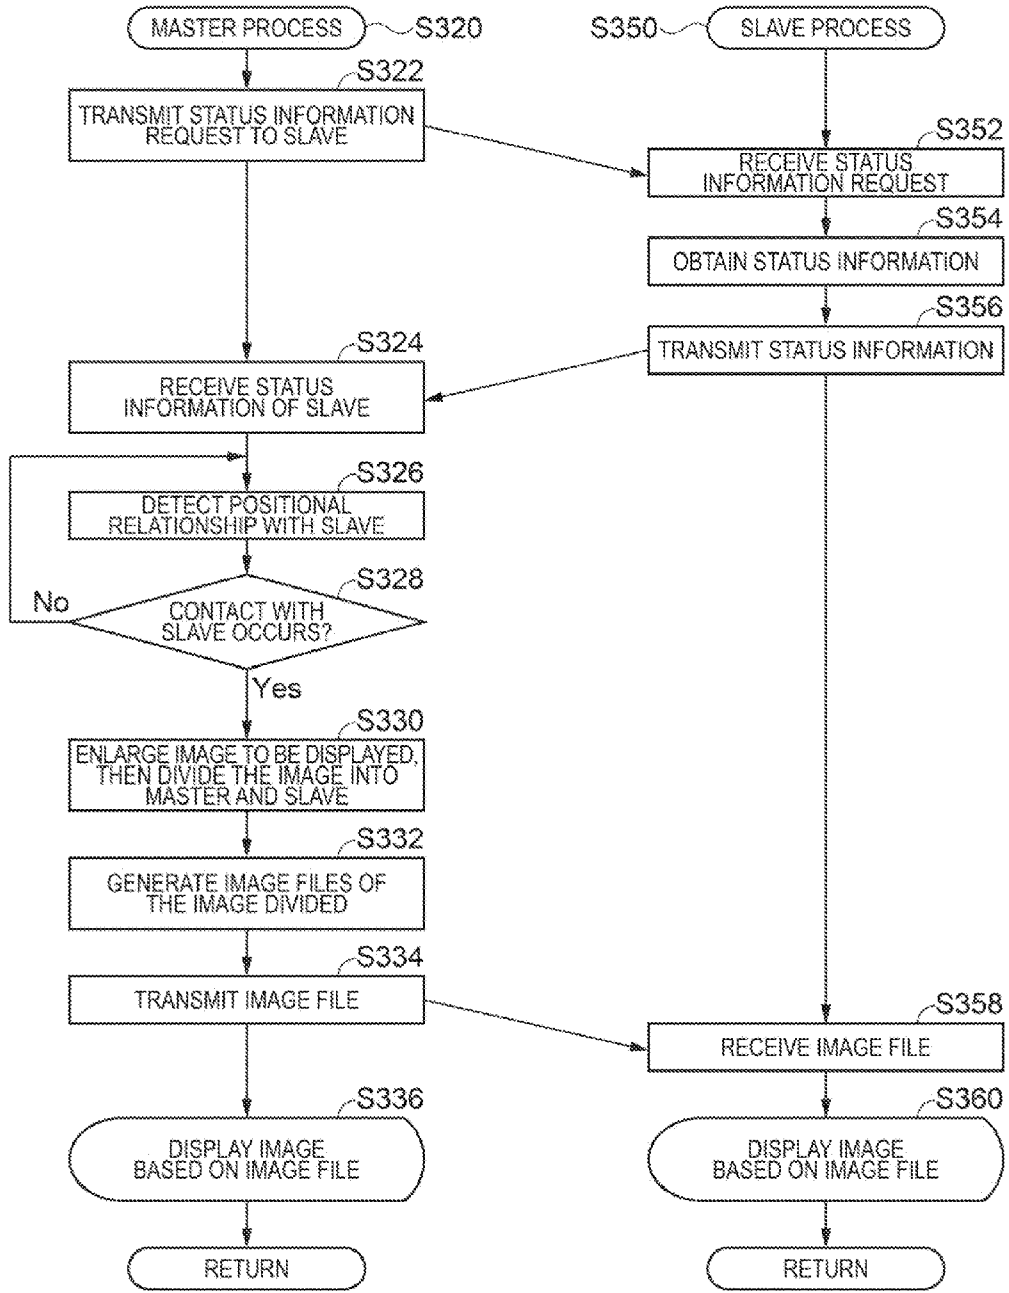 MASTER PROCESS
S320
S322
TRANSMIT STATUS INFORMATION
REQUEST TO SLAVE
S324
RECEIVE STATUS
INFORMATION OF SLAVE
S326
DETECT POSITIONAL
RELATIONSHIP WITH SLAVE
S328
CONTACT WITH
SLAVE OCCURS?
No
Yes
S330
ENLARGE IMAGE TO BE DISPLAYED,
THEN DIVIDE THE IMAGE INTO
MASTER AND SLAVE
S332
GENERATE IMAGE FILES OF
THE IMAGE DIVIDED
S334
TRANSMIT IMAGE FILE
S336
DISPLAY IMAGE
BASED ON IMAGE FILE
RETURN
S350
SLAVE PROCESS
S352
RECEIVE STATUS
INFORMATION REQUEST
S354
OBTAIN STATUS INFORMATION
S356
TRANSMIT STATUS INFORMATION
S358
RECEIVE IMAGE FILE
S360
DISPLAY IMAGE
BASED ON IMAGE FILE
RETURN